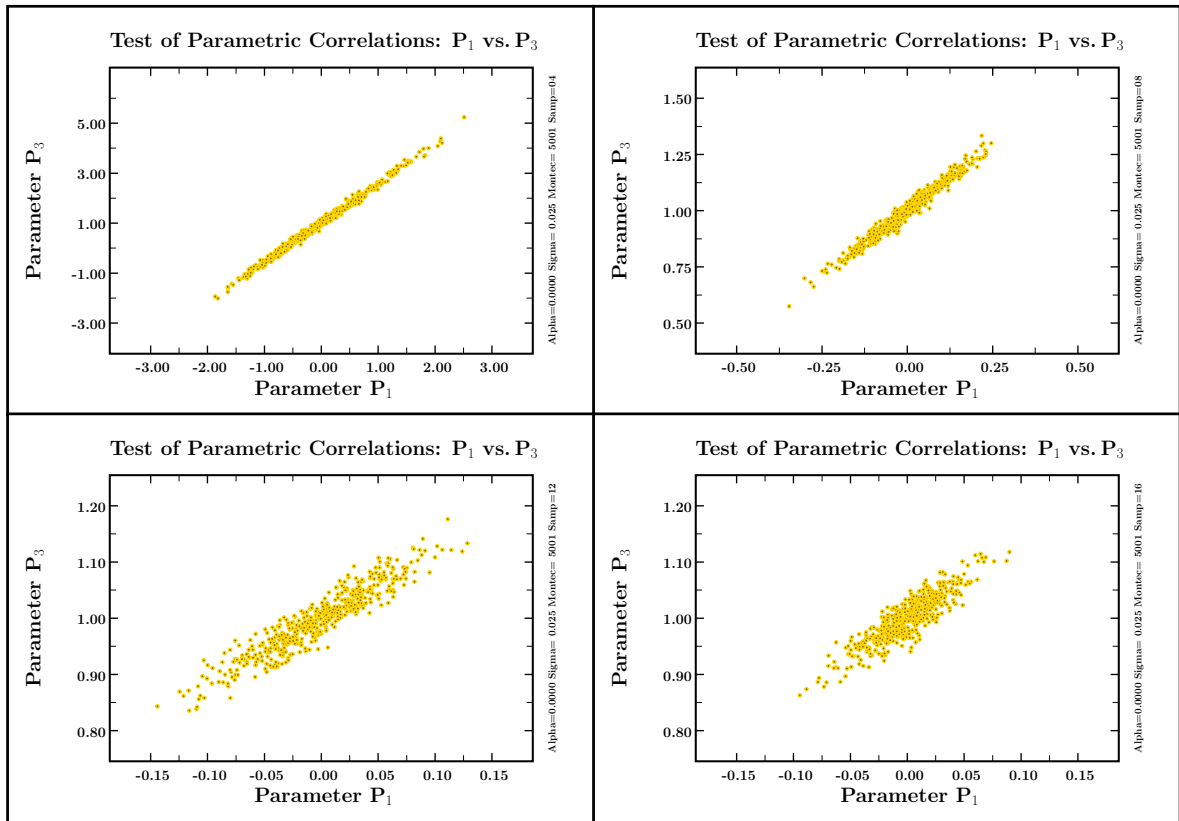 Test of Parametric Correlations: P₁ vs. P₃
Parameter P₃
5.00
3.00
1.00
-1.00
-3.00
-3.00 -2.00 -1.00 0.00 1.00 2.00 3.00
Parameter P₁
Alpha=0.0000 Sigma= 0.025 Montec= 5001 Samp=04
Test of Parametric Correlations: P₁ vs. P₃
Parameter P₃
1.50
1.25
1.00
0.75
0.50
-0.50 -0.25 0.00 0.25 0.50
Parameter P₁
Alpha=0.0000 Sigma= 0.025 Montec= 5001 Samp=08
Test of Parametric Correlations: P₁ vs. P₃
Parameter P₃
1.20
1.10
1.00
0.90
0.80
-0.15 -0.10 -0.05 0.00 0.05 0.10 0.15
Parameter P₁
Alpha=0.0000 Sigma= 0.025 Montec= 5001 Samp=12
Test of Parametric Correlations: P₁ vs. P₃
Parameter P₃
1.20
1.10
1.00
0.90
0.80
-0.15 -0.10 -0.05 0.00 0.05 0.10 0.15
Parameter P₁
Alpha=0.0000 Sigma= 0.025 Montec= 5001 Samp=16